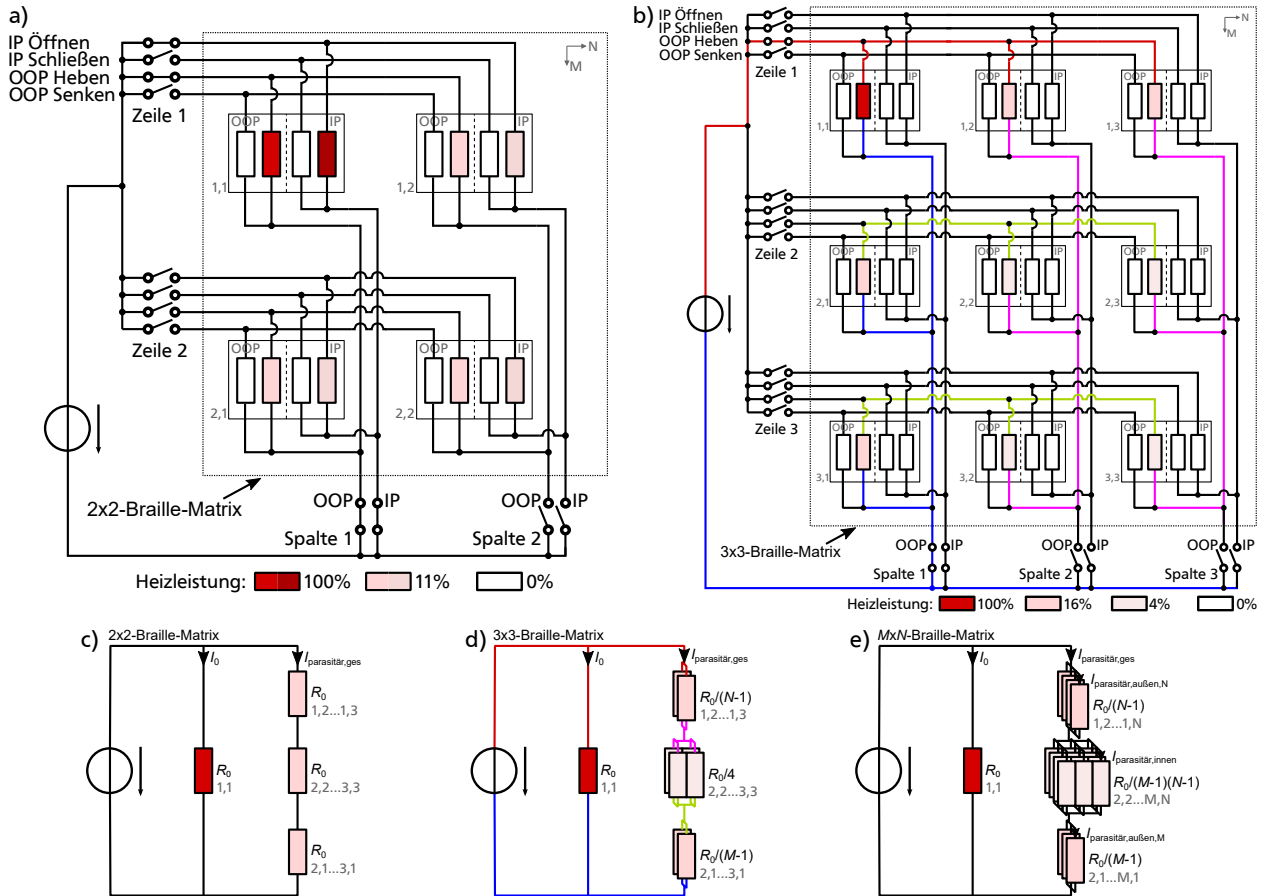 a)
IP Öffnen
IP Schließen
OOP Heben
OOP Senken
Zeile 1
N
M
OOP IP
1,1
OOP IP
1,2
Zeile 2
OOP IP
2,1
OOP IP
2,2
2x2-Braille-Matrix
OOP IP
Spalte 1
OOP IP
Spalte 2
Heizleistung: 100% 11% 0%
b)
IP Öffnen
IP Schließen
OOP Heben
OOP Senken
Zeile 1
N
M
OOP IP
1,1
OOP IP
1,2
OOP IP
1,3
Zeile 2
OOP IP
2,1
OOP IP
2,2
OOP IP
2,3
Zeile 3
OOP IP
3,1
OOP IP
3,2
OOP IP
3,3
3x3-Braille-Matrix
OOP IP
Spalte 1
OOP IP
Spalte 2
OOP IP
Spalte 3
Heizleistung: 100% 16% 4% 0%
c)
2x2-Braille-Matrix
I0
Iparasitär,ges
R0
1,2...1,3
R0
1,1
R0
2,2...3,3
R0
2,1...3,1
d)
3x3-Braille-Matrix
I0
Iparasitär,ges
R0/(N-1)
1,2...1,3
R0
1,1
R0/4
2,2...3,3
R0/(M-1)
2,1...3,1
e)
MxN-Braille-Matrix
I0
Iparasitär,ges
Iparasitär,außen,N
R0/(N-1)
1,2...1,N
R0
1,1
Iparasitär,innen
R0/(M-1)(N-1)
2,2...M,N
Iparasitär,außen,M
R0/(M-1)
2,1...M,1